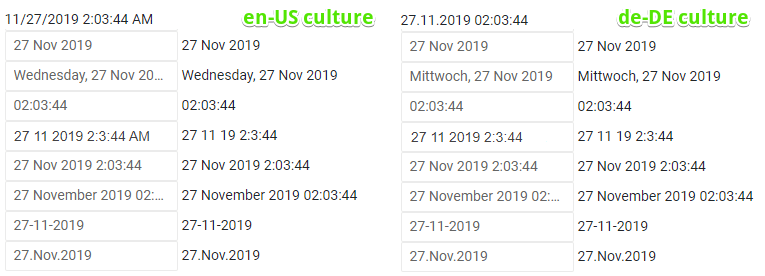 11/27/2019 2:03:44 AM en-US culture
27 Nov 2019 27 Nov 2019
Wednesday, 27 Nov 20... Wednesday, 27 Nov 2019
02:03:44 02:03:44
27 11 2019 2:3:44 AM 27 11 19 2:3:44
27 Nov 2019 2:03:44 27 Nov 2019 2:03:44
27 November 2019 02:... 27 November 2019 02:03:44
27-11-2019 27-11-2019
27.Nov.2019 27.Nov.2019
27.11.2019 02:03:44 de-DE culture
27 Nov 2019 27 Nov 2019
Mittwoch, 27 Nov 2019 Mittwoch, 27 Nov 2019
02:03:44 02:03:44
27 11 2019 2:3:44 27 11 19 2:3:44
27 Nov 2019 2:03:44 27 Nov 2019 2:03:44
27 November 2019 02:... 27 November 2019 02:03:44
27-11-2019 27-11-2019
27.Nov.2019 27.Nov.2019